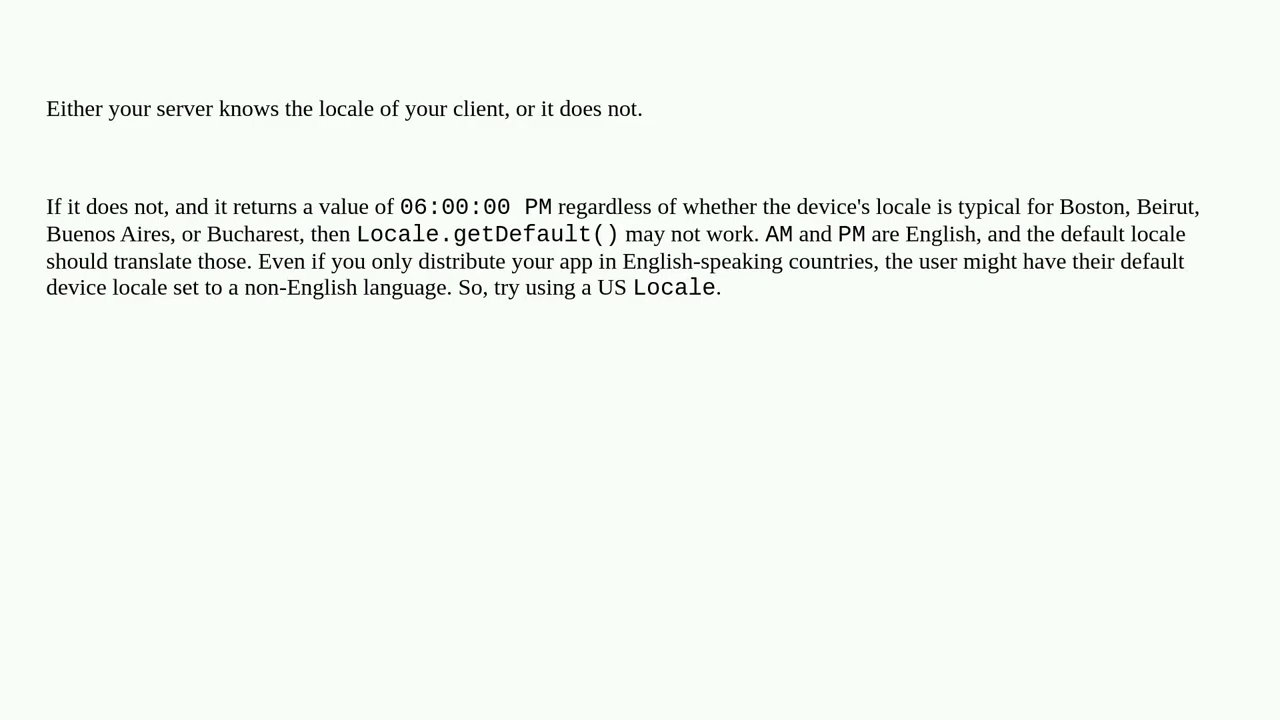 Either your server knows the locale of your client, or it does not.
If it does not, and it returns a value of 06:00:00 PM regardless of whether the device's locale is typical for Boston, Beirut,
Buenos Aires, or Bucharest, then Locale.getDefault() may not work. AM and PM are English, and the default locale
should translate those. Even if you only distribute your app in English-speaking countries, the user might have their default
device locale set to a non-English language. So, try using a US Locale.